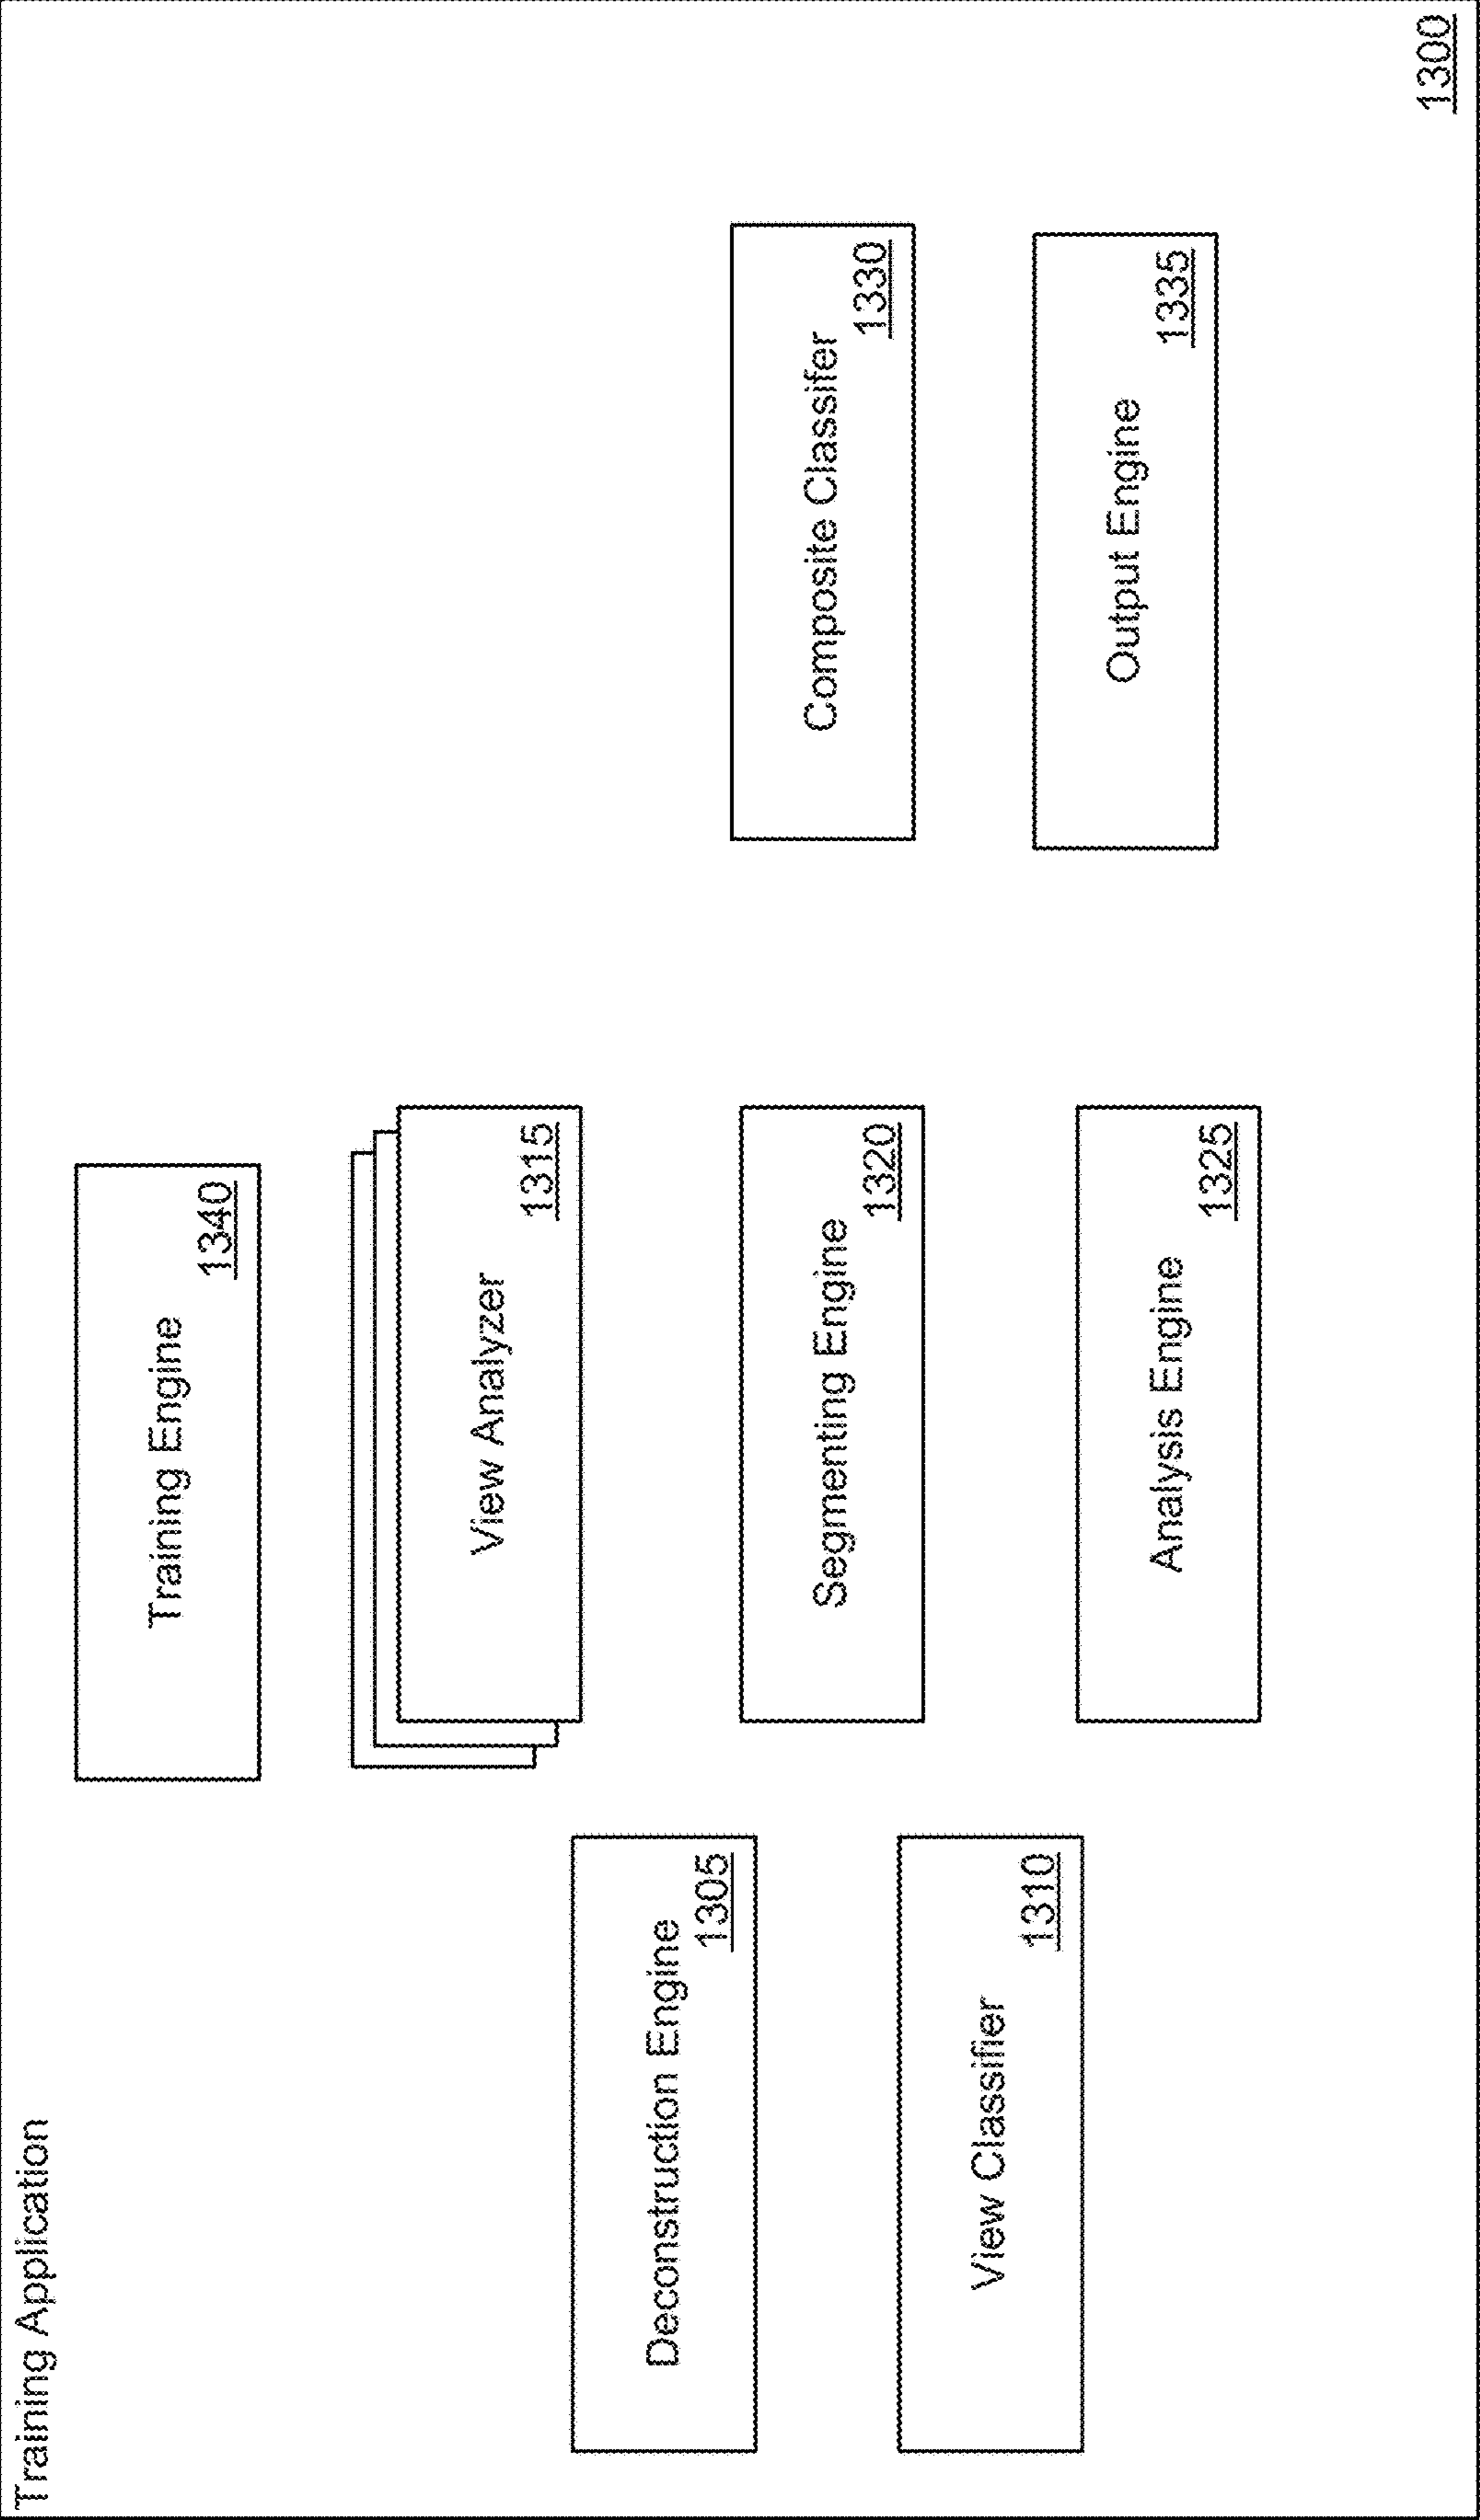 Training Application
Training Engine
1340
View Analyzer
1315
Deconstruction Engine
1305
Segmenting Engine
1320
Composite Classifer
1330
View Classifier
1310
Analysis Engine
1325
Output Engine
1335
1300